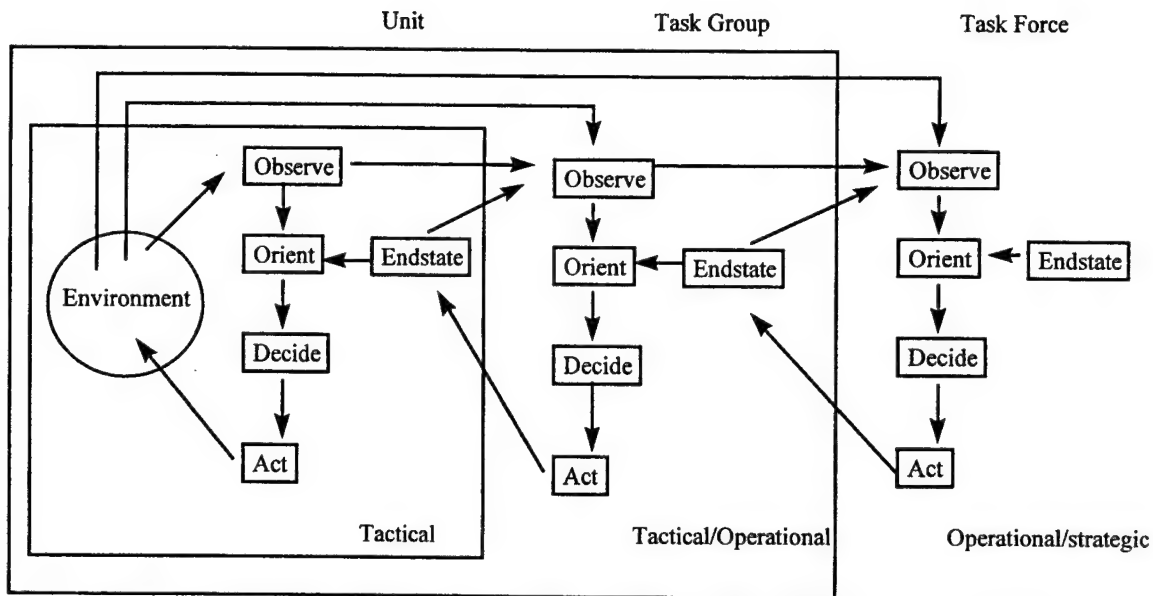 Unit
Task Group
Task Force
Observe
Observe
Observe
Orient
Endstate
Orient
Endstate
Orient
Endstate
Environment
Decide
Decide
Decide
Act
Act
Act
Tactical
Tactical/Operational
Operational/strategic